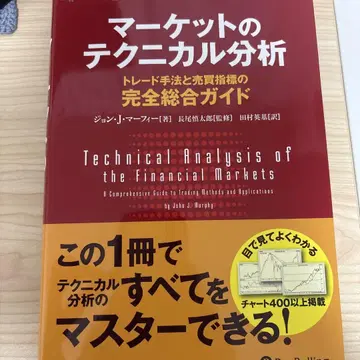 マーケットの
テクニカル分析
トレード手法と売買指標の
完全総合ガイド
ジョン・J・マーフィー[著] 長尾慎太郎[監修] 田村英基[訳]
Technical Analysis of
the Financial Markets
A Comprehensive Guide to Trading Methods and Applications
by John J. Murphy
この1冊で
テクニカル
分析の
すべてを
マスターできる!
目で見てよくわかる
チャート400以上掲載